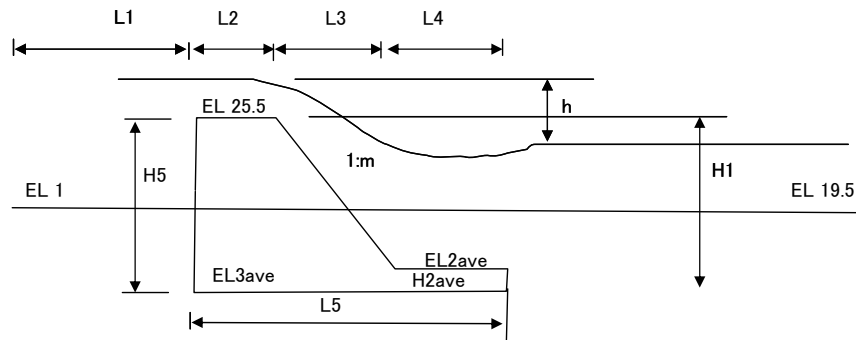 L1 L2 L3 L4
EL 25.5
h
1:m
H5
H1
EL 1
EL 19.5
EL2ave
EL3ave
H2ave
L5